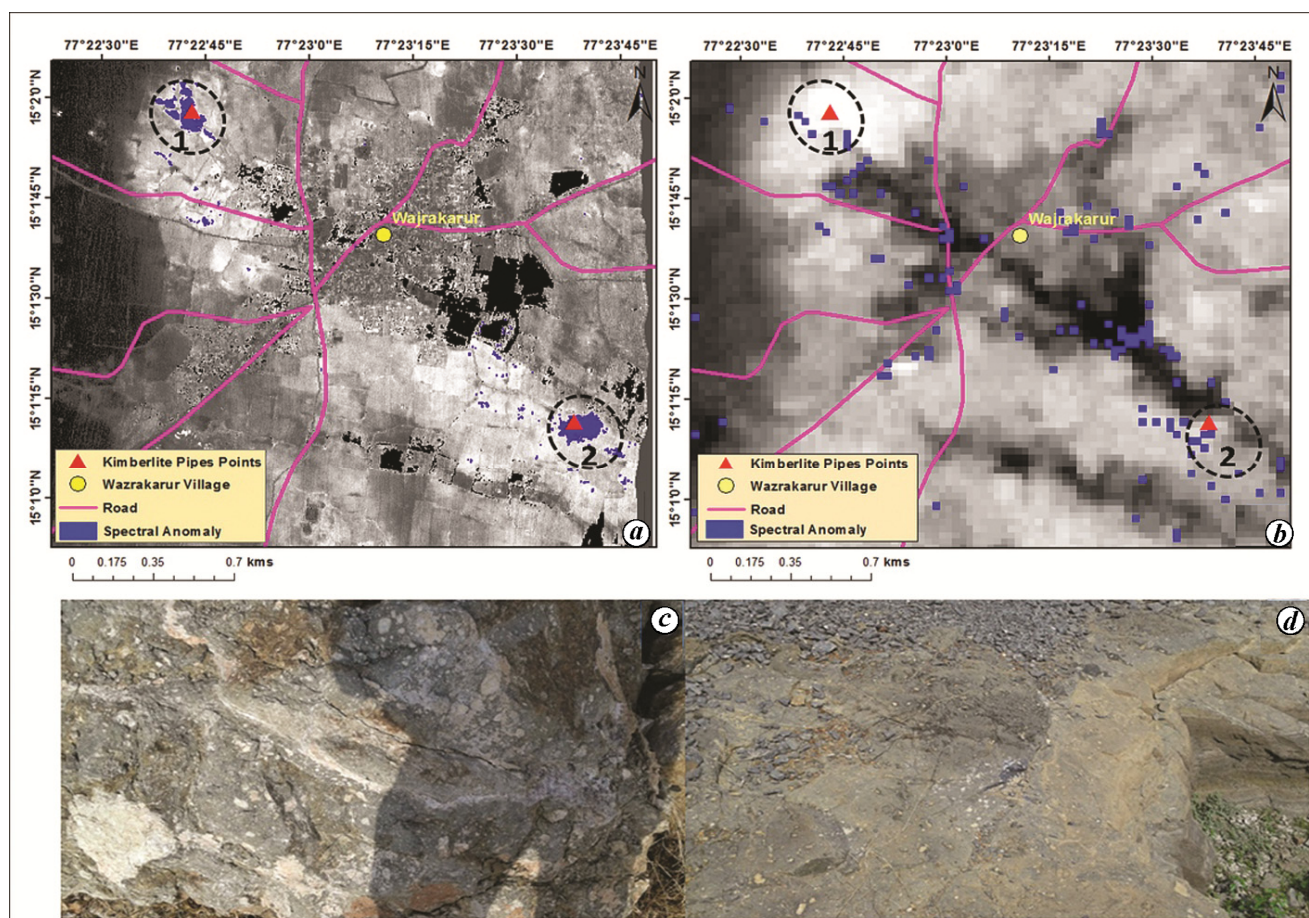 77°22'30"E 77°22'45"E 77°23'0"E 77°23'15"E 77°23'30"E 77°23'45"E
15°2'0"N
15°1'45"N
15°1'30"N
15°1'15"N
15°1'0"N
N
1
Wajrakarur
2
Kimberlite Pipes Points
Wazrakarur Village
Road
Spectral Anomaly
a
0 0.175 0.35 0.7 kms
77°22'30"E 77°22'45"E 77°23'0"E 77°23'15"E 77°23'30"E 77°23'45"E
15°2'0"N
15°1'45"N
15°1'30"N
15°1'15"N
15°1'0"N
N
1
Wajrakarur
2
Kimberlite Pipes Points
Wazrakarur Village
Road
Spectral Anomaly
b
0 0.175 0.35 0.7 kms
c
d